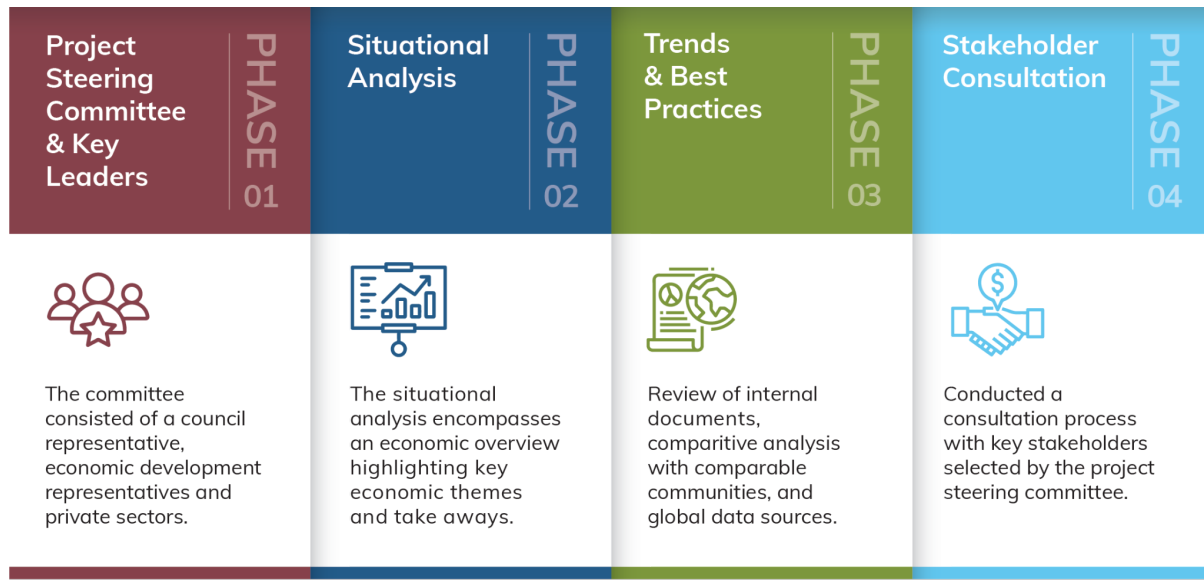 Project
Steering
Committee
& Key
Leaders
PHASE 01
The committee
consisted of a council
representative,
economic development
representatives and
private sectors.
Situational
Analysis
PHASE 02
The situational
analysis encompasses
an economic overview
highlighting key
economic themes
and take aways.
Trends
& Best
Practices
PHASE 03
Review of internal
documents,
comparitive analysis
with comparable
communities, and
global data sources.
Stakeholder
Consultation
PHASE 04
$
Conducted a
consultation process
with key stakeholders
selected by the project
steering committee.